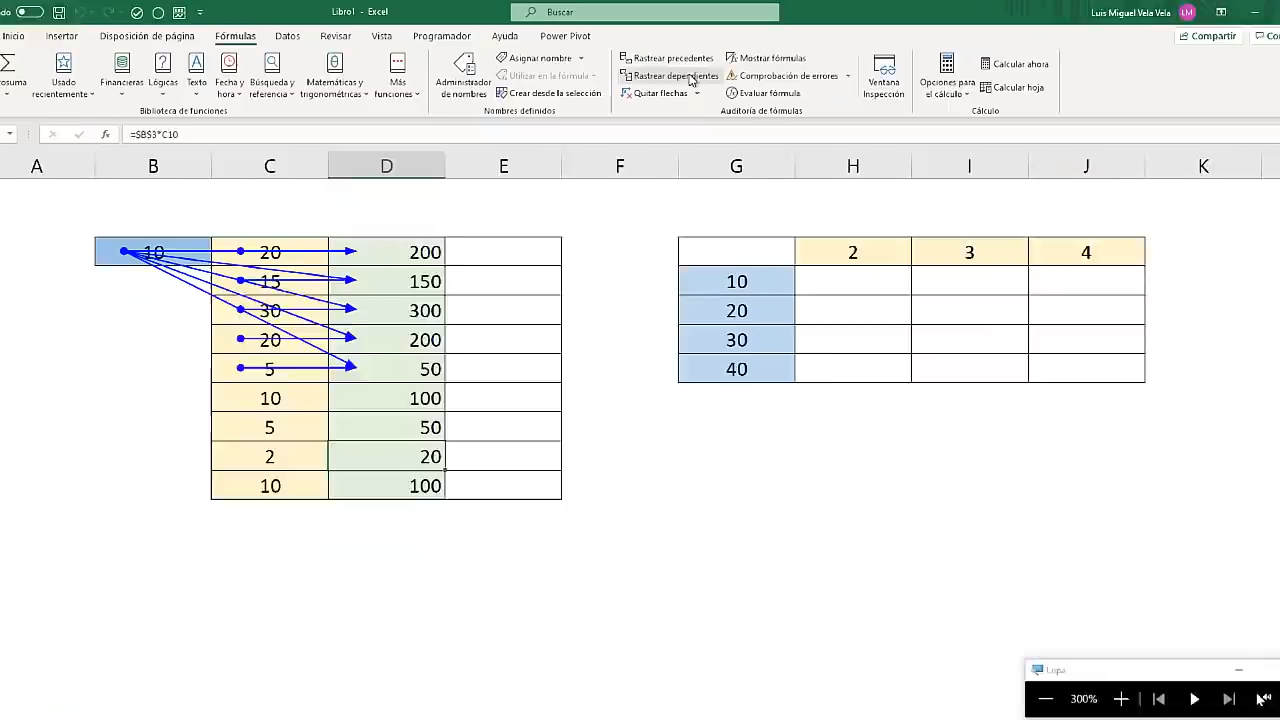 do
Libro1 - Excel
Buscar
Luis Miguel Vela Vela
LM
Inicio
Insertar
Disposición de página
Fórmulas
Datos
Revisar
Vista
Programador
Ayuda
Power Pivot
Compartir
Autosuma
Usado recientemente
Financieras
Lógicas
Texto
Fecha y hora
Búsqueda y referencia
Matemáticas y trigonométricas
Más funciones
Biblioteca de funciones
Administrador de nombres
Asignar nombre
Utilizar en la fórmula
Crear desde la selección
Nombres definidos
Rastrear precedentes
Rastrear dependientes
Quitar flechas
Mostrar fórmulas
Comprobación de errores
Evaluar fórmula
Auditoría de fórmulas
Ventana Inspección
Opciones para el cálculo
Calcular ahora
Calcular hoja
Cálculo
fx =$B$3*C10
A B C D E F G H I J K
10 20 200 2 3 4
15 150 10
30 300 20
20 200 30
5 50 40
10 100
5 50
2 20
10 100
Lupa
300%